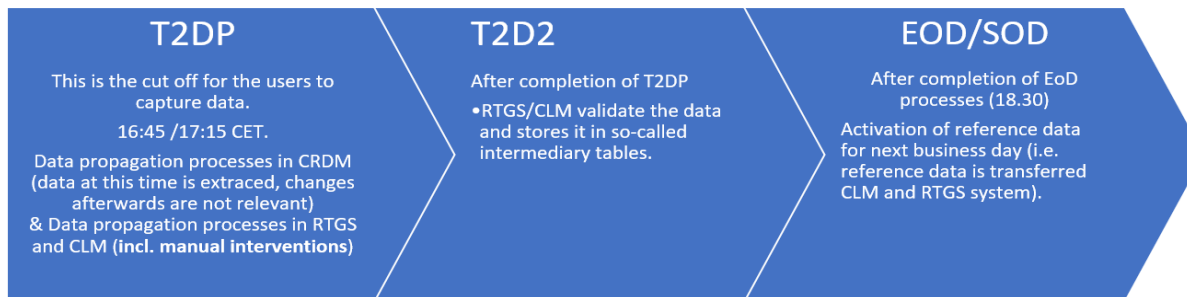 T2DP
This is the cut off for the users to
capture data.
16:45 /17:15 CET.
Data propagation processes in CRDM
(data at this time is extraced, changes
afterwards are not relevant)
& Data propagation processes in RTGS
and CLM (incl. manual interventions)
T2D2
After completion of T2DP
•RTGS/CLM validate the data
and stores it in so-called
intermediary tables.
EOD/SOD
After completion of EoD
processes (18.30)
Activation of reference data
for next business day (i.e.
reference data is transferred
CLM and RTGS system).